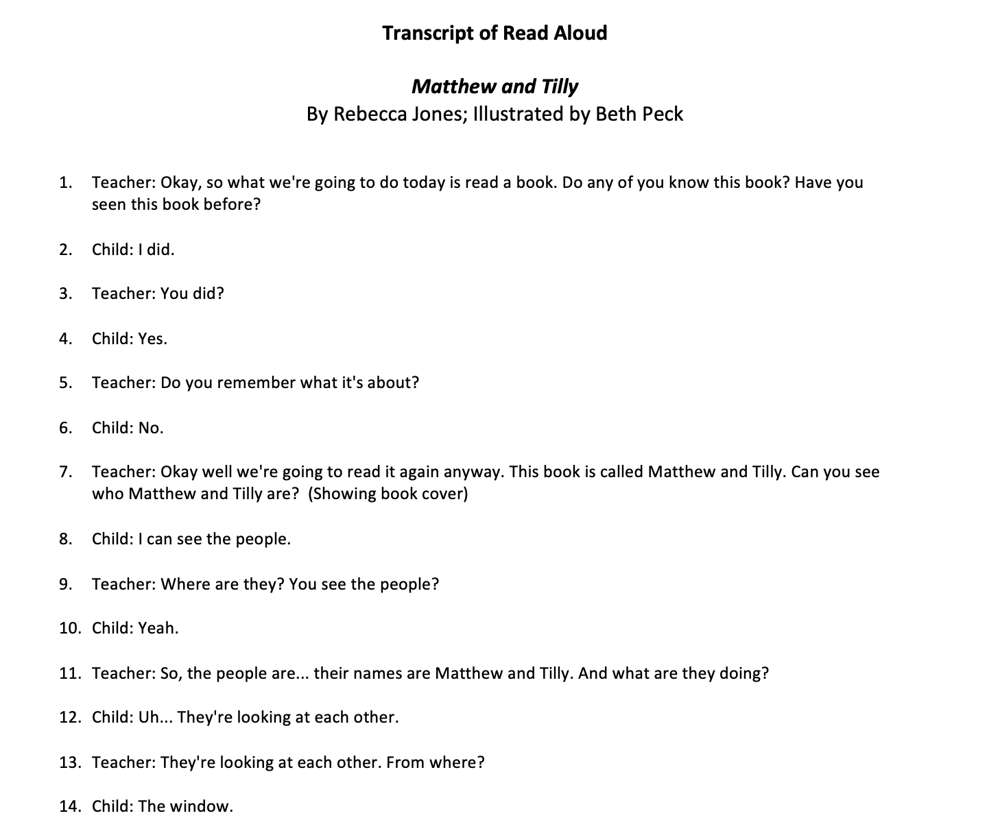 Transcript of Read Aloud
Matthew and Tilly
By Rebecca Jones; Illustrated by Beth Peck
1. Teacher: Okay, so what we're going to do today is read a book. Do any of you know this book? Have you
seen this book before?
2. Child: I did.
3. Teacher: You did?
4. Child: Yes.
5. Teacher: Do you remember what it's about?
6. Child: No.
7. Teacher: Okay well we're going to read it again anyway. This book is called Matthew and Tilly. Can you see
who Matthew and Tilly are?  (Showing book cover)
8. Child: I can see the people.
9. Teacher: Where are they? You see the people?
10. Child: Yeah.
11. Teacher: So, the people are... their names are Matthew and Tilly. And what are they doing?
12. Child: Uh... They're looking at each other.
13. Teacher: They're looking at each other. From where?
14. Child: The window.